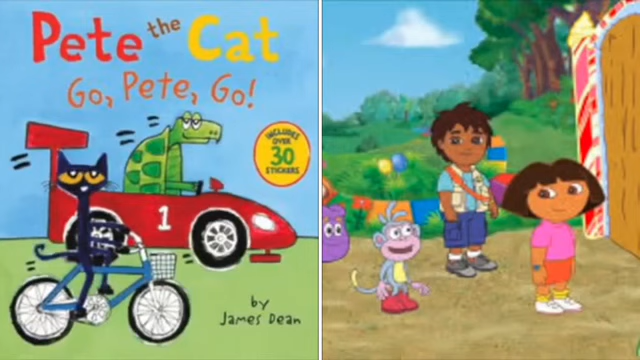 Pete the Cat
Go, Pete, Go!
INCLUDES
OVER
30
STICKERS
1
by
James Dean